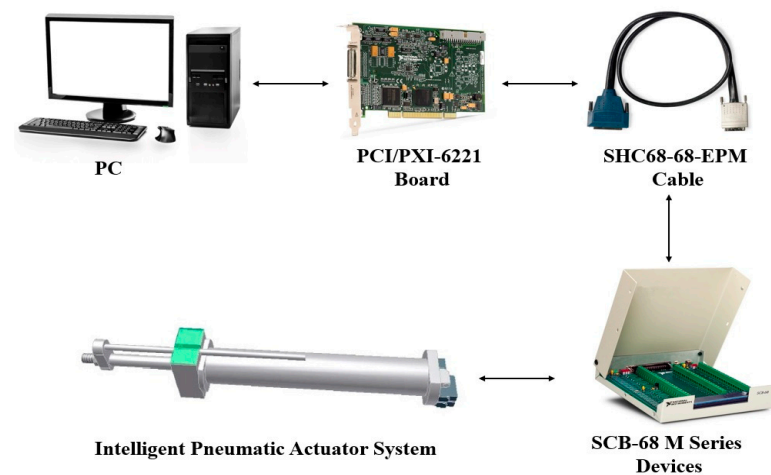 PC
PCI/PXI-6221
Board
SHC68-68-EPM
Cable
Intelligent Pneumatic Actuator System
SCB-68 M Series
Devices